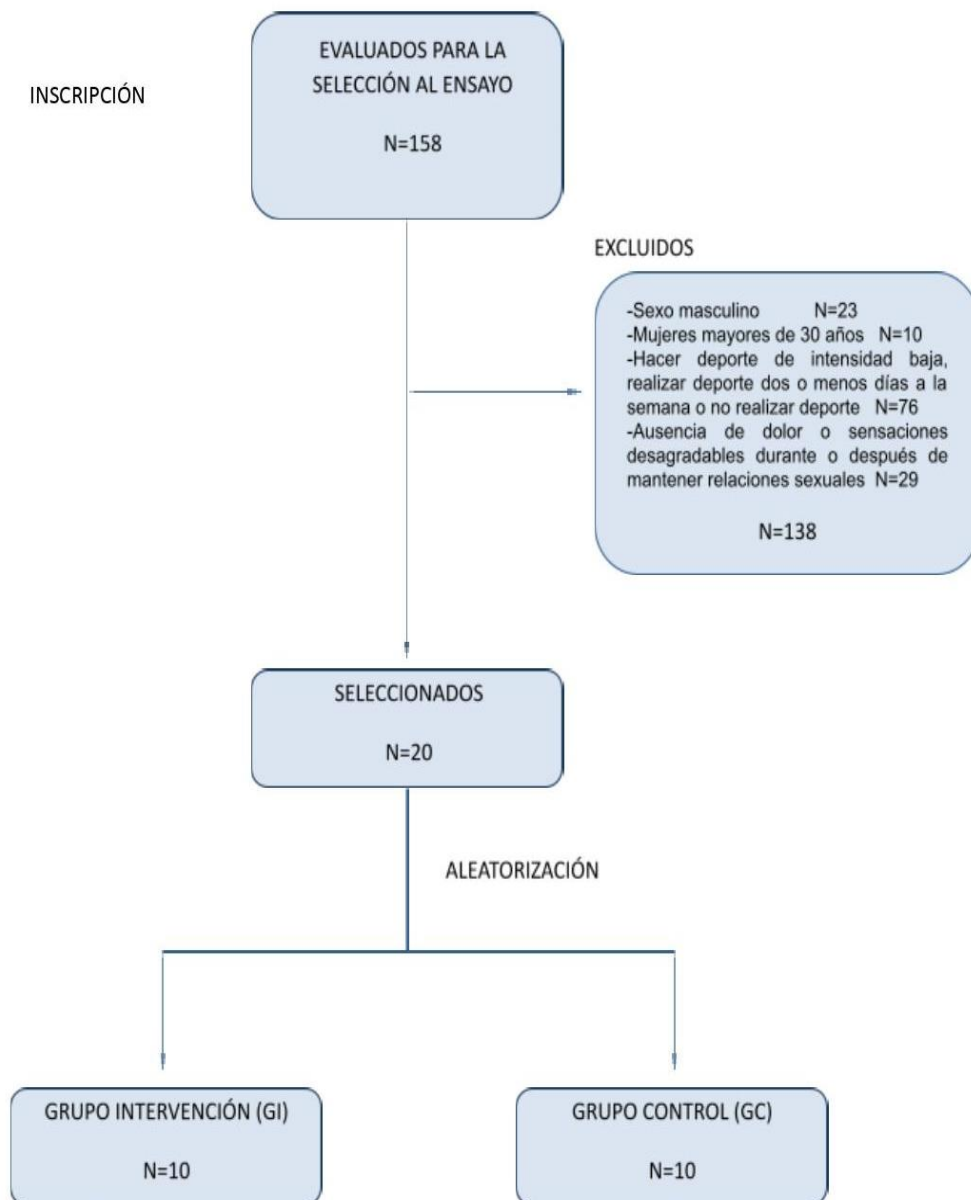 EVALUADOS PARA LA
SELECCIÓN AL ENSAYO
N=158
INSCRIPCIÓN
EXCLUIDOS
-Sexo masculino N=23
-Mujeres mayores de 30 años N=10
-Hacer deporte de intensidad baja,
realizar deporte dos o menos días a la
semana o no realizar deporte N=76
-Ausencia de dolor o sensaciones
desagradables durante o después de
mantener relaciones sexuales N=29
N=138
SELECCIONADOS
N=20
ALEATORIZACIÓN
GRUPO INTERVENCIÓN (GI)
N=10
GRUPO CONTROL (GC)
N=10